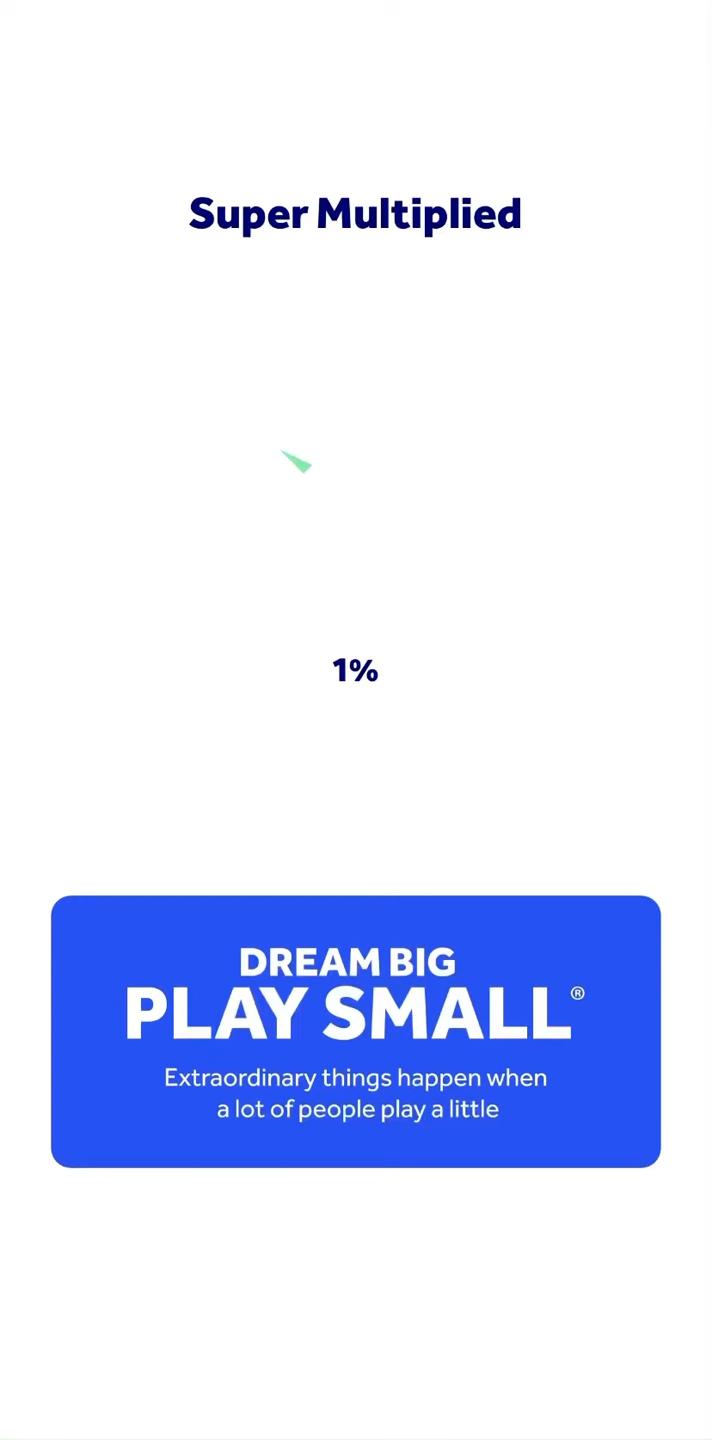 Super Multiplied
1%
DREAM BIG
PLAY SMALL®
Extraordinary things happen when
a lot of people play a little